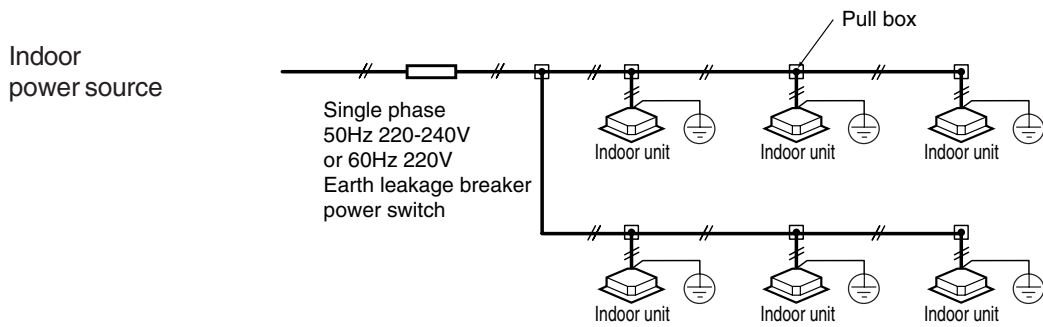 Pull box
Indoor
power source
Single phase
50Hz 220-240V
or 60Hz 220V
Earth leakage breaker
power switch
Indoor unit
Indoor unit
Indoor unit
Indoor unit
Indoor unit
Indoor unit